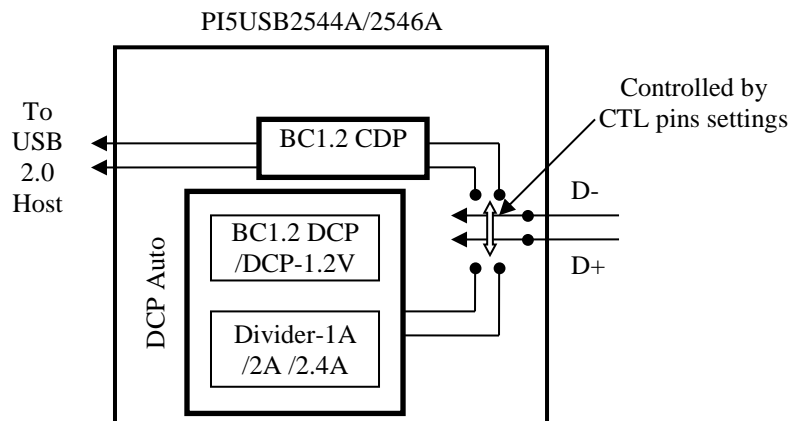 PI5USB2544A/2546A
Controlled by
CTL pins settings
To
USB
2.0
Host
BC1.2 CDP
D-
D+
DCP Auto
BC1.2 DCP
/DCP-1.2V
Divider-1A
/2A /2.4A